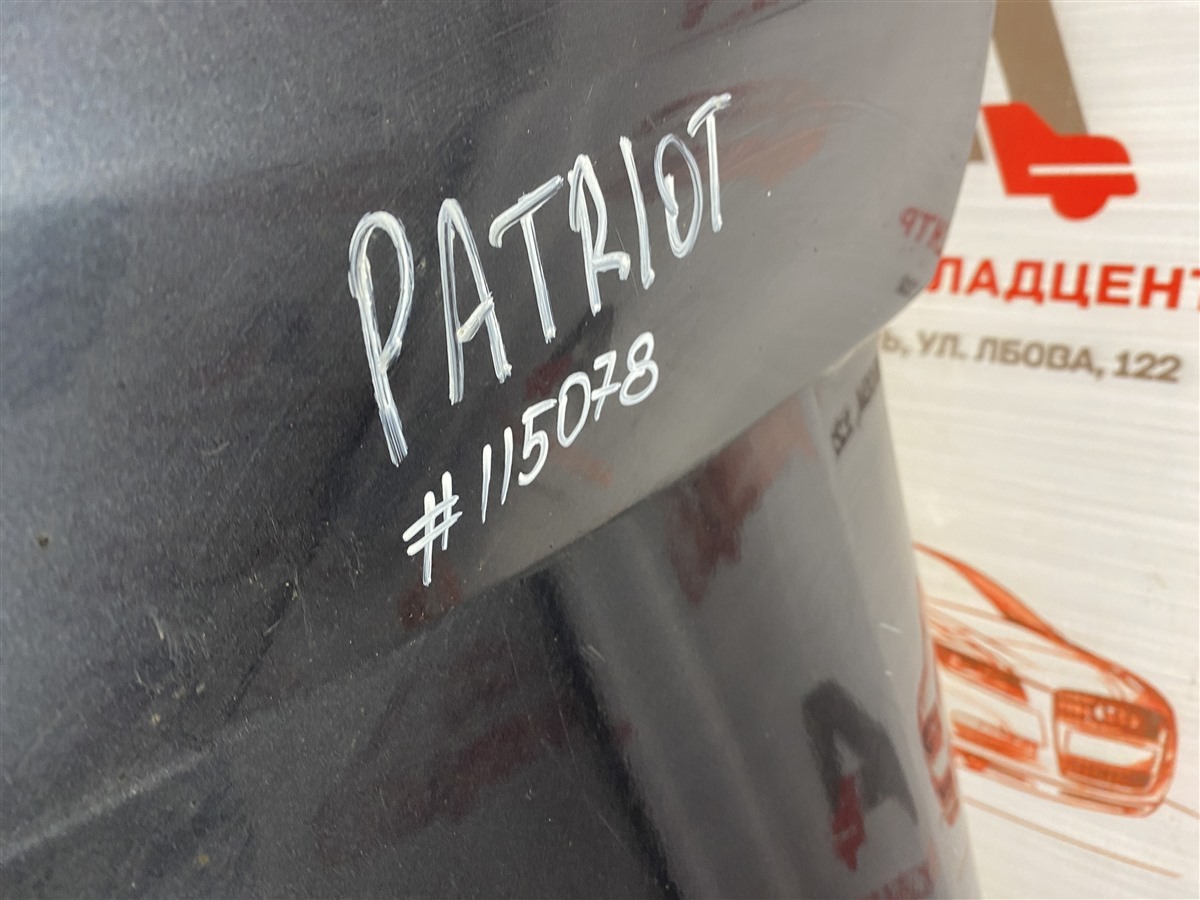 PATRIOT
#115078
ЛАДЦЕНТ
Ь, УЛ. ЛБОВА, 122